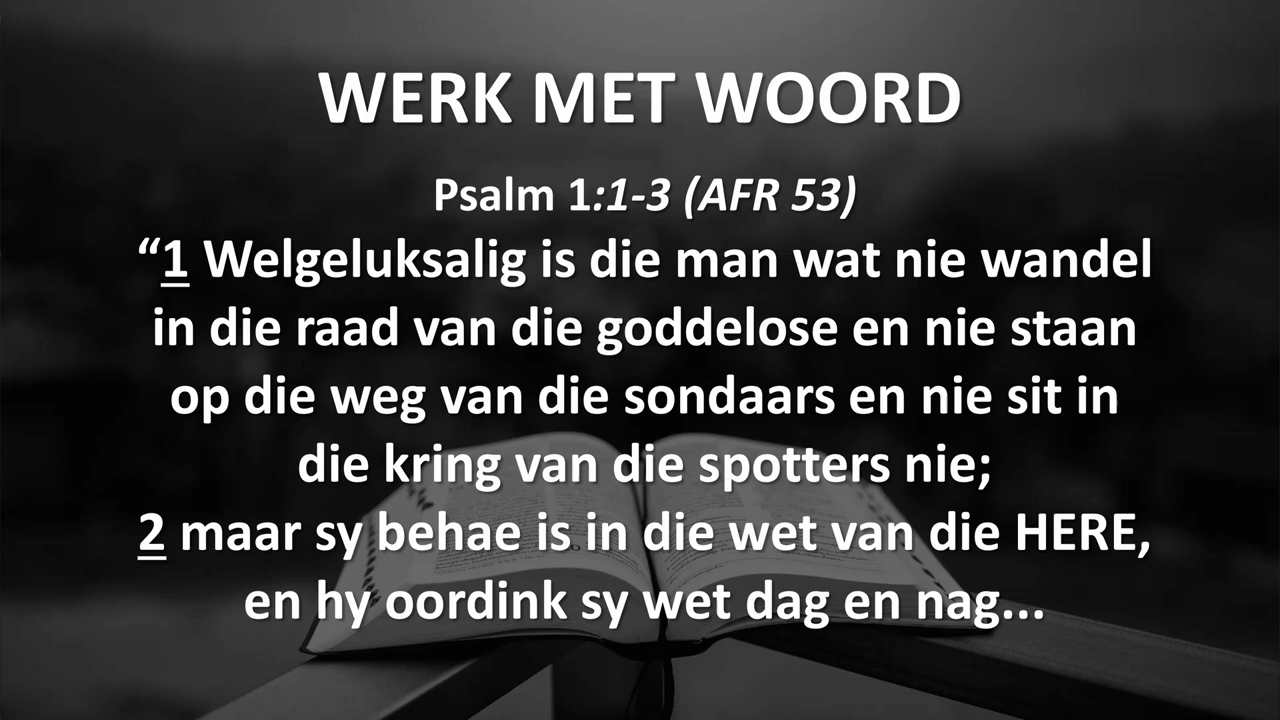 WERK MET WOORD
Psalm 1:1-3 (AFR 53)
“1 Welgeluksalig is die man wat nie wandel
in die raad van die goddelose en nie staan
op die weg van die sondaars en nie sit in
die kring van die spotters nie;
2 maar sy behae is in die wet van die HERE,
en hy oordink sy wet dag en nag...